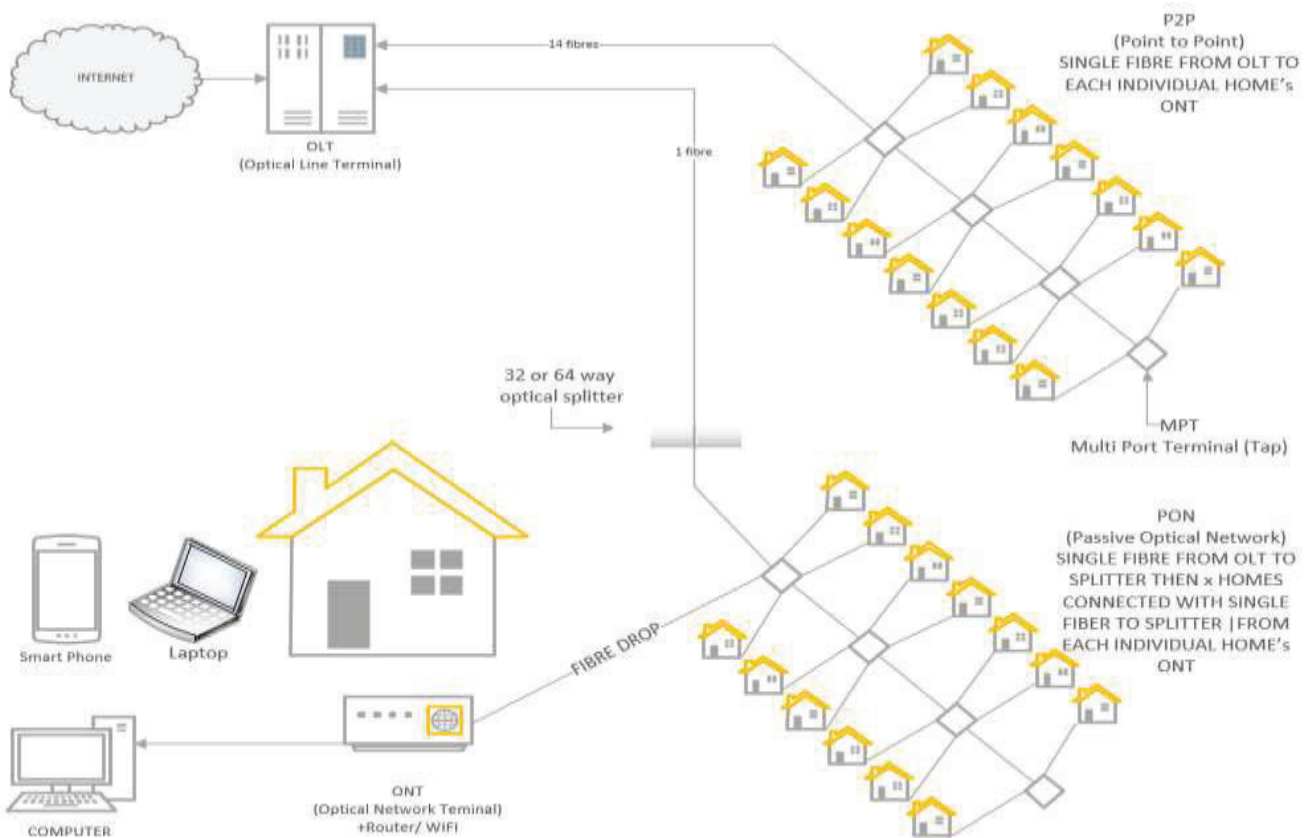 INTERNET
OLT
(Optical Line Terminal)
14 fibres
1 fibre
P2P
(Point to Point)
SINGLE FIBRE FROM OLT TO
EACH INDIVIDUAL HOME's
ONT
32 or 64 way
optical splitter
MPT
Multi Port Terminal (Tap)
PON
(Passive Optical Network)
SINGLE FIBRE FROM OLT TO
SPLITTER THEN x HOMES
CONNECTED WITH SINGLE
FIBER TO SPLITTER |FROM
EACH INDIVIDUAL HOME's
ONT
Smart Phone
Laptop
FIBRE DROP
COMPUTER
ONT
(Optical Network Teminal)
+Router/ WIFI